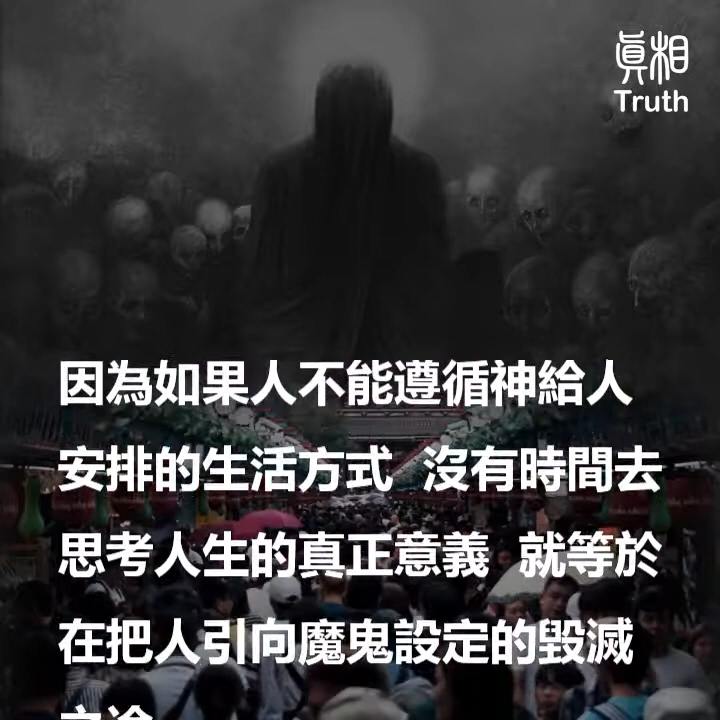 眞相
Truth
因為如果人不能遵循神給人
安排的生活方式 沒有時間去
思考人生的真正意義 就等於
在把人引向魔鬼設定的毀滅
之途